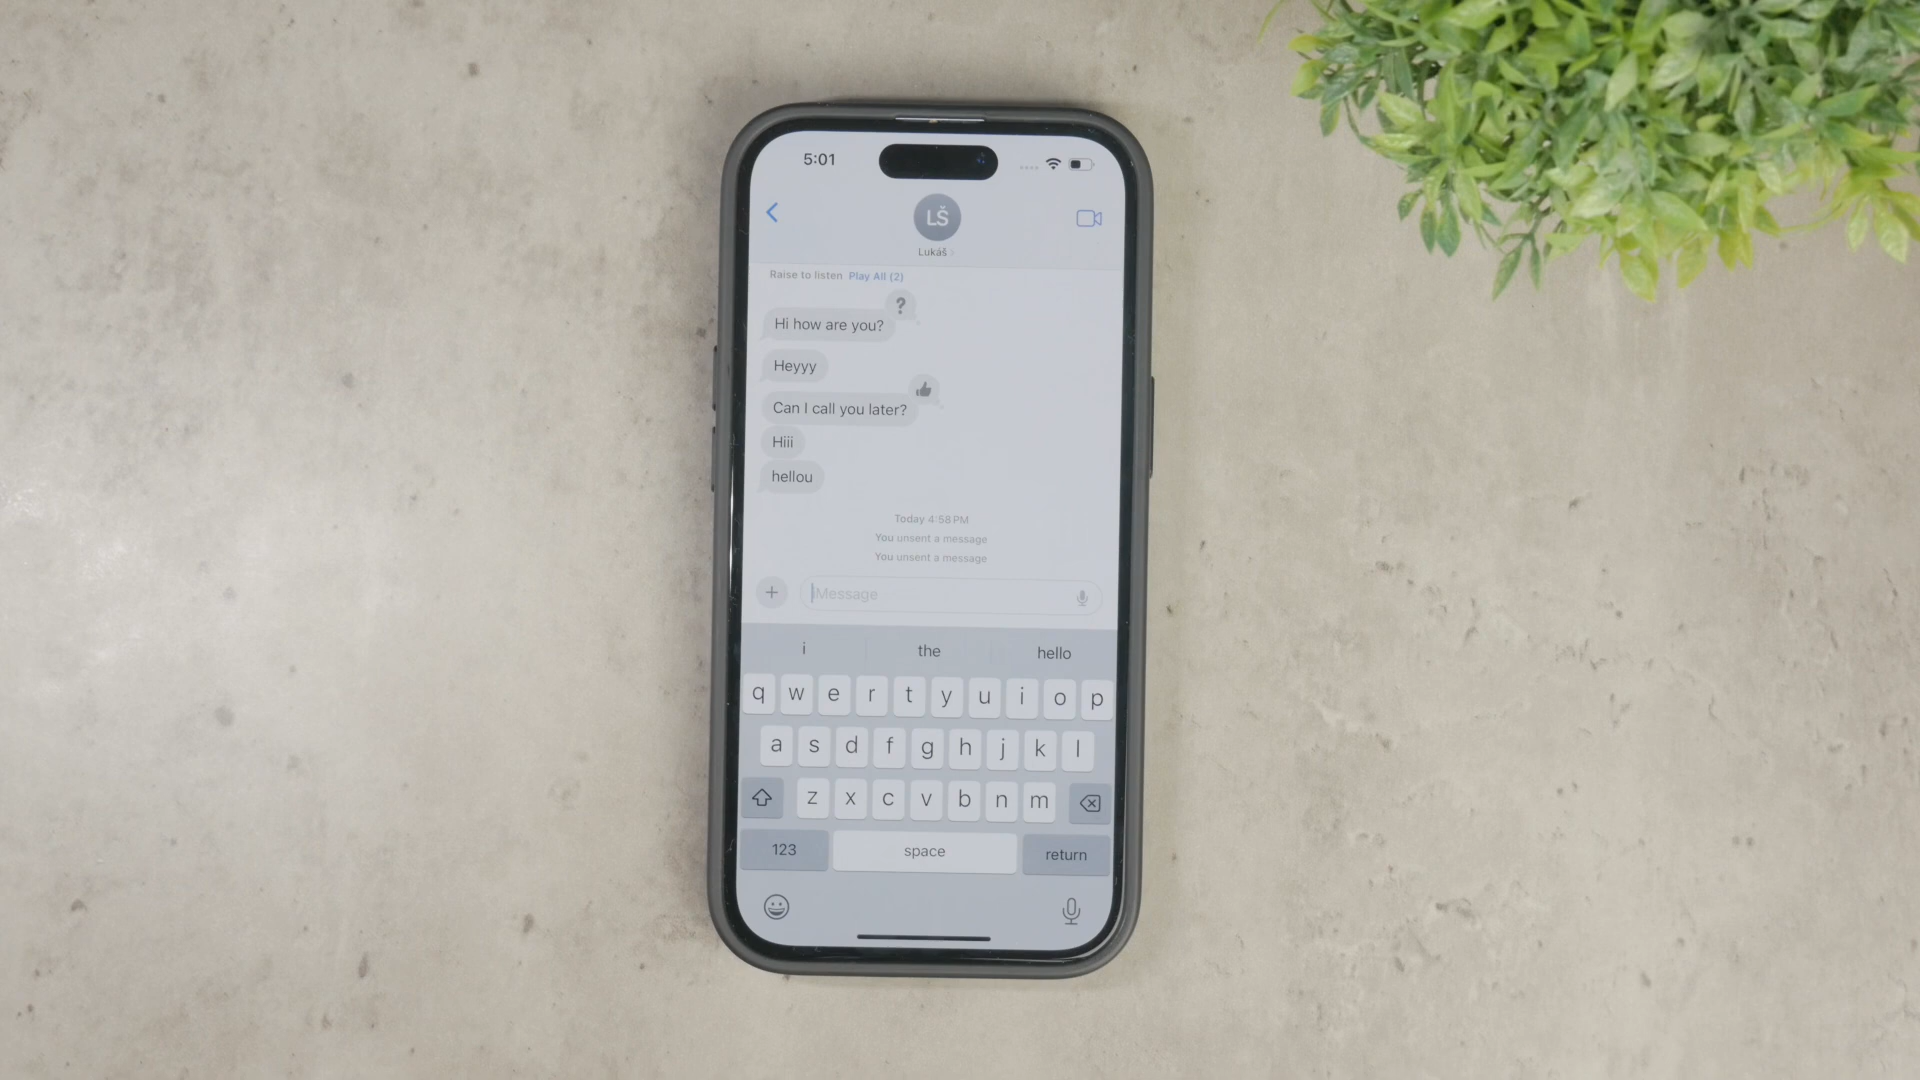 5:01
LŠ
Lukáš
Raise to listen Play All (2)
?
Hi how are you?
Heyyy
Can I call you later?
Hiii
hellou
Today 4:58 PM
You unsent a message
You unsent a message
iMessage
i the hello
q w e r t y u i o p
a s d f g h j k l
z x c v b n m
123 space return